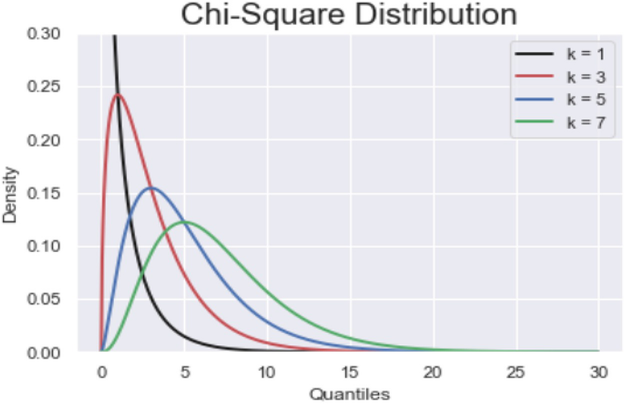 Chi-Square Distribution
0.30
0.25
0.20
0.15
0.10
0.05
0.00
Density
k = 1
k = 3
k = 5
k = 7
0 5 10 15 20 25 30
Quantiles